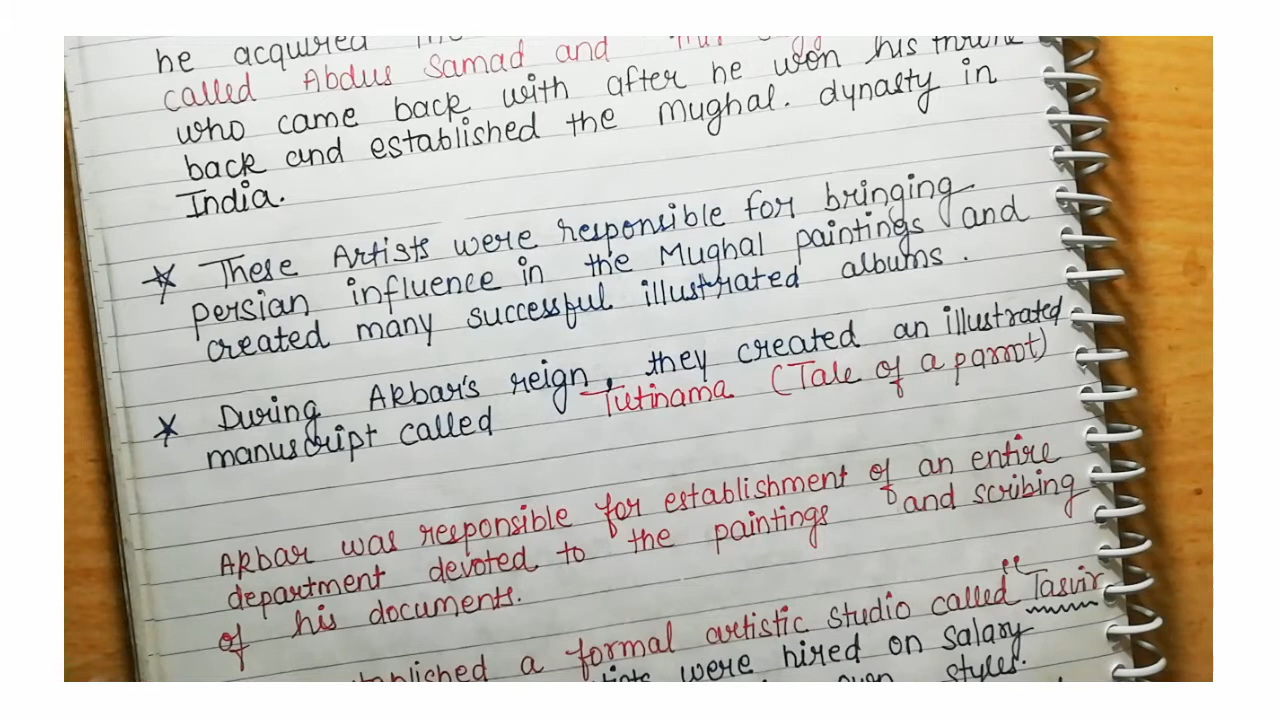 he acquired
called Abdus Samad and
who came back with after he won his throne
back and established the Mughal. dynasty in
India.
These Artists were responsible for bringing
persian influence in the Mughal paintings and
created many successful illustrated albums.
During Akbar's reign, they created an illustrated
manuscript called Tutinama (Tale of a parrot)
Akbar was responsible for establishment of an entire
department devoted to the paintings and scribing
of his documents.
a formal artistic studio called "Tasvir
were hired on salary
styles.